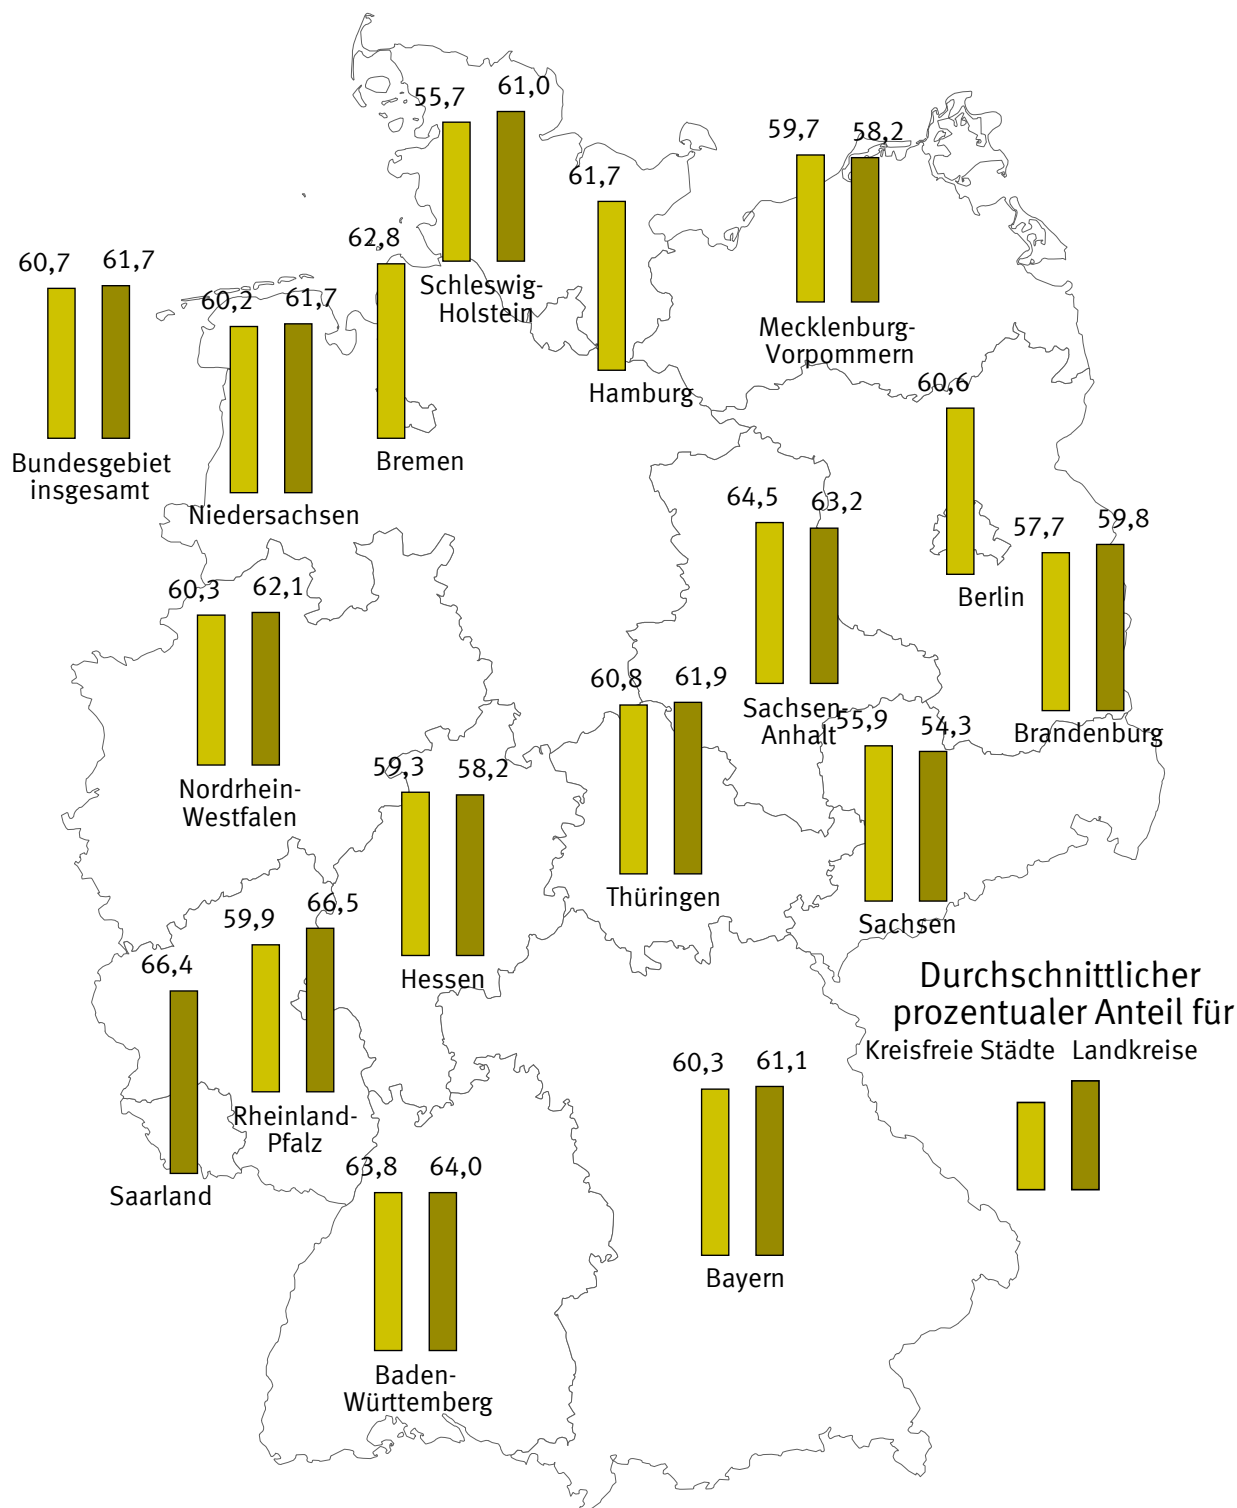 55,7
61,0
Schleswig-
Holstein
61,7
Hamburg
59,7
58,2
Mecklenburg-
Vorpommern
60,7
61,7
Bundesgebiet
insgesamt
60,2
61,7
Niedersachsen
62,8
Bremen
60,6
Berlin
57,7
59,8
Brandenburg
64,5
63,2
Sachsen-
Anhalt
60,3
62,1
Nordrhein-
Westfalen
60,8
61,9
Thüringen
55,9
54,3
Sachsen
59,3
58,2
Hessen
59,9
66,5
Rheinland-
Pfalz
66,4
Saarland
63,8
64,0
Baden-
Württemberg
60,3
61,1
Bayern
Durchschnittlicher
prozentualer Anteil für
Kreisfreie Städte Landkreise